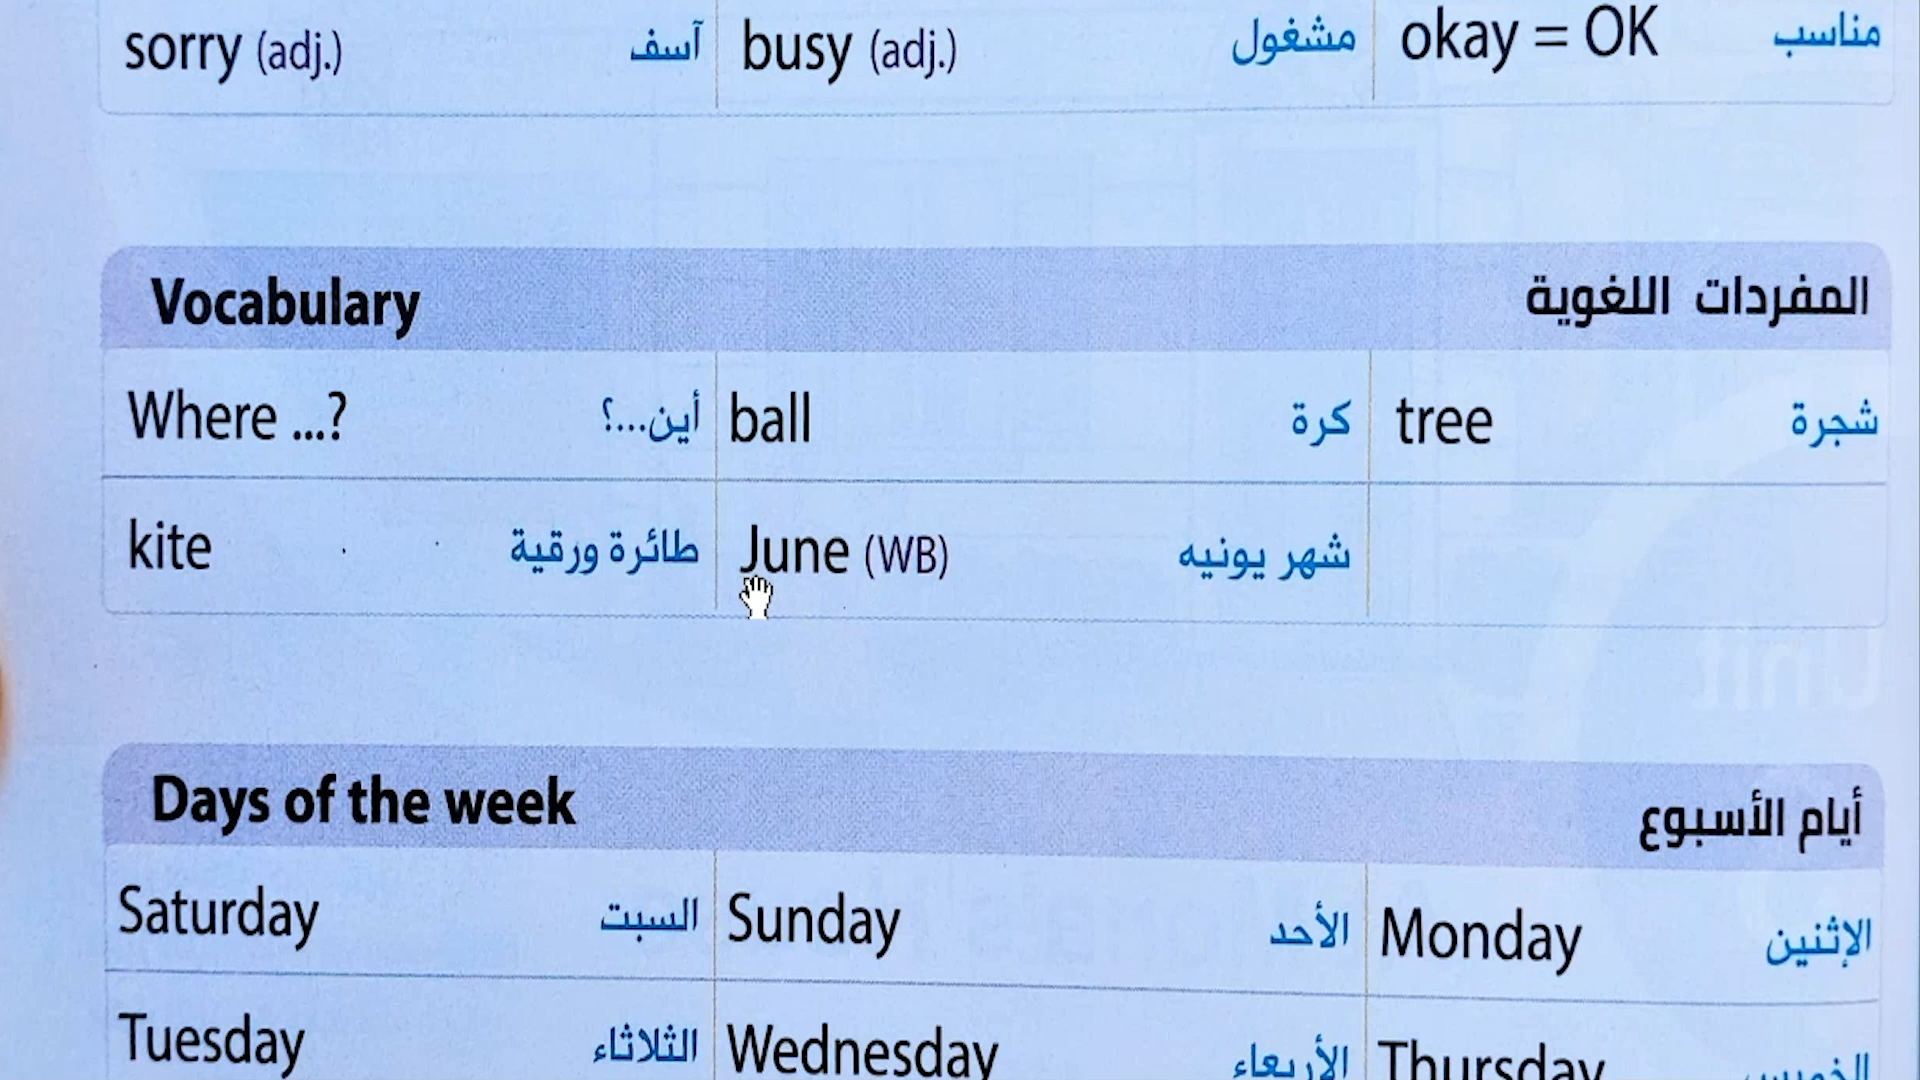 sorry (adj.) آسف busy (adj.) مشغول okay = OK مناسب
Vocabulary المفردات اللغوية
Where ...? أين...؟ ball كرة tree شجرة
kite طائرة ورقية June (WB) شهر يونيه
Unit
Days of the week أيام الأسبوع
Saturday السبت Sunday الأحد Monday الإثنين
Tuesday الثلاثاء Wednesday الأربعاء Thursday الخميس